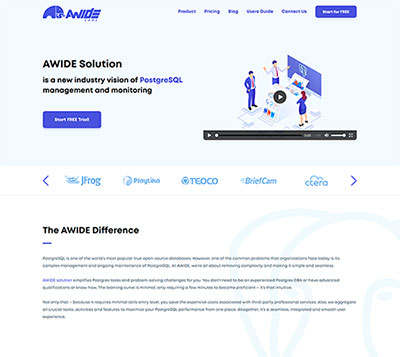 AWIDE
LABS
Product Pricing Blog Users Guide Contact Us Start for FREE
AWIDE Solution
is a new industry vision of PostgreSQL
management and monitoring
Start FREE Trial!
0:00
JFrog Playtika TEOCO BriefCam ctera
The AWIDE Difference
PostgreSQL is one of the world's most popular true open source databases. However, one of the common problems that organizations face today is its
complex management and ongoing maintenance of PostgreSQL. At AWIDE, we're all about removing complexity and making it simple and seamless.
AWIDE solution simplifies Postgres tasks and problem-solving challenges for you. You don't need to be an experienced Postgres DBA or have advanced
qualifications or know-how. The learning curve is minimal, only requiring a few minutes to become proficient – it's that intuitive.
Not only that – because it requires minimal skills entry level, you save the expensive costs associated with third-party professional services. Also, we aggregate
all crucial tasks, activities and features to maximize your PostgreSQL performance from one place. Altogether, it's a seamless, integrated and smooth user
experience.